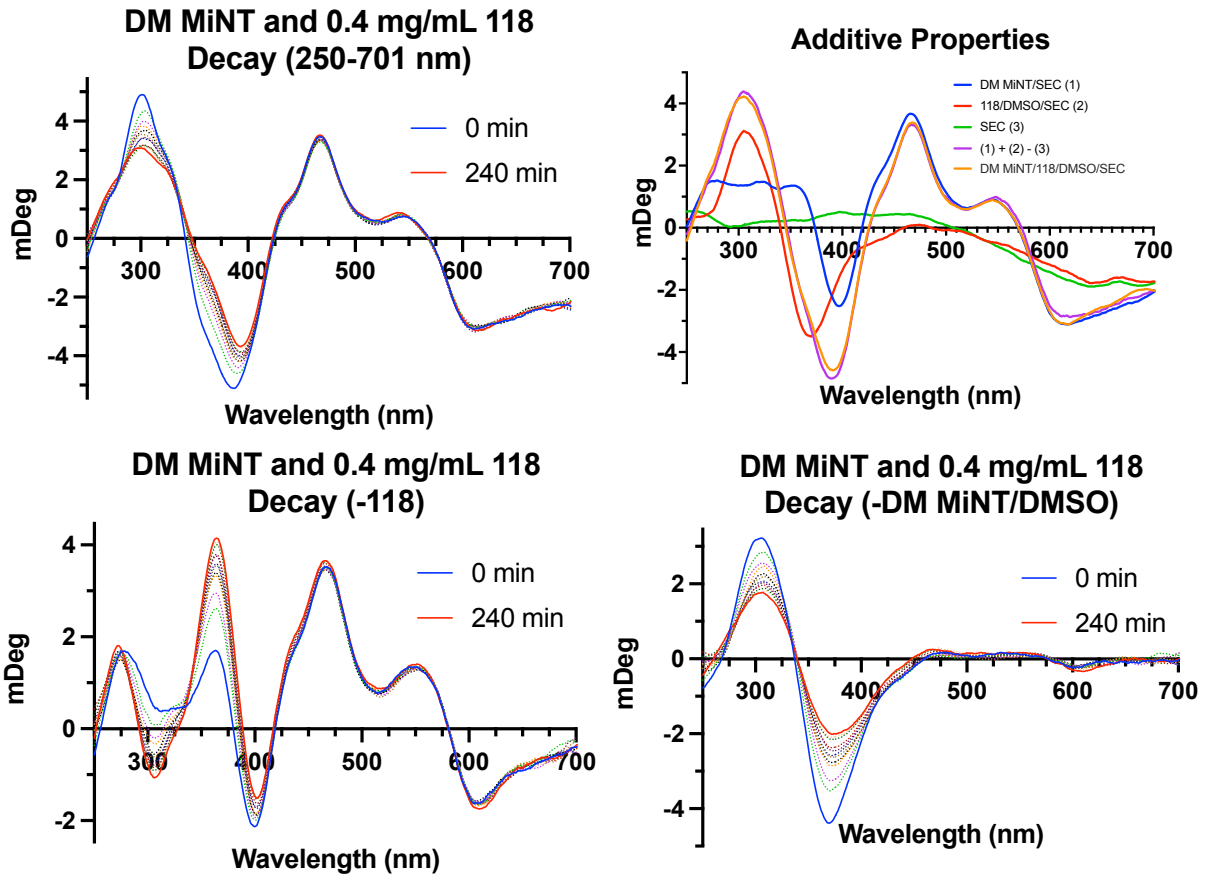 DM MiNT and 0.4 mg/mL 118
Decay (250-701 nm)
4
2
0
-2
-4
mDeg
0 min
240 min
300
400
500
600
700
Wavelength (nm)
Additive Properties
4
2
0
-2
-4
mDeg
DM MiNT/SEC (1)
118/DMSO/SEC (2)
SEC (3)
(1) + (2) - (3)
DM MiNT/118/DMSO/SEC
300
400
500
600
700
Wavelength (nm)
DM MiNT and 0.4 mg/mL 118
Decay (-118)
4
2
0
-2
mDeg
0 min
240 min
300
400
500
600
700
Wavelength (nm)
DM MiNT and 0.4 mg/mL 118
Decay (-DM MiNT/DMSO)
2
0
-2
-4
mDeg
0 min
240 min
300
400
500
600
700
Wavelength (nm)